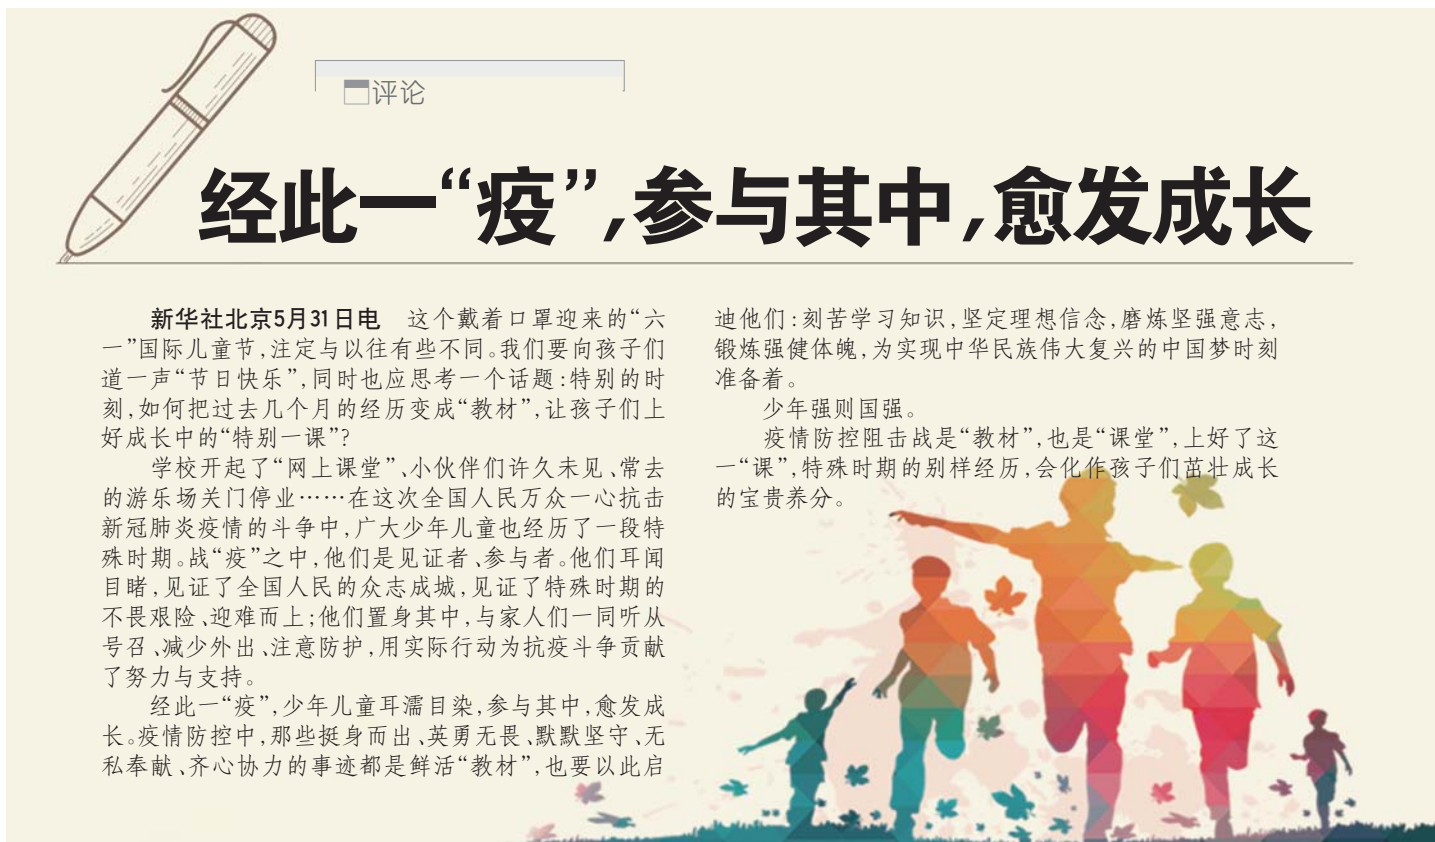 评论
经此一“疫”，参与其中，愈发成长
新华社北京5月31日电　这个戴着口罩迎来的“六
一”国际儿童节，注定与以往有些不同。我们要向孩子们
道一声“节日快乐”，同时也应思考一个话题：特别的时
刻，如何把过去几个月的经历变成“教材”，让孩子们上
好成长中的“特别一课”？
学校开起了“网上课堂”、小伙伴们许久未见、常去
的游乐场关门停业……在这次全国人民万众一心抗击
新冠肺炎疫情的斗争中，广大少年儿童也经历了一段特
殊时期。战“疫”之中，他们是见证者、参与者。他们耳闻
目睹，见证了全国人民的众志成城，见证了特殊时期的
不畏艰险、迎难而上；他们置身其中，与家人们一同听从
号召、减少外出、注意防护，用实际行动为抗疫斗争贡献
了努力与支持。
经此一“疫”，少年儿童耳濡目染，参与其中，愈发成
长。疫情防控中，那些挺身而出、英勇无畏、默默坚守、无
私奉献、齐心协力的事迹都是鲜活“教材”，也要以此启
迪他们：刻苦学习知识，坚定理想信念，磨炼坚强意志，
锻炼强健体魄，为实现中华民族伟大复兴的中国梦时刻
准备着。
少年强则国强。
疫情防控阻击战是“教材”，也是“课堂”，上好了这
一“课”，特殊时期的别样经历，会化作孩子们茁壮成长
的宝贵养分。